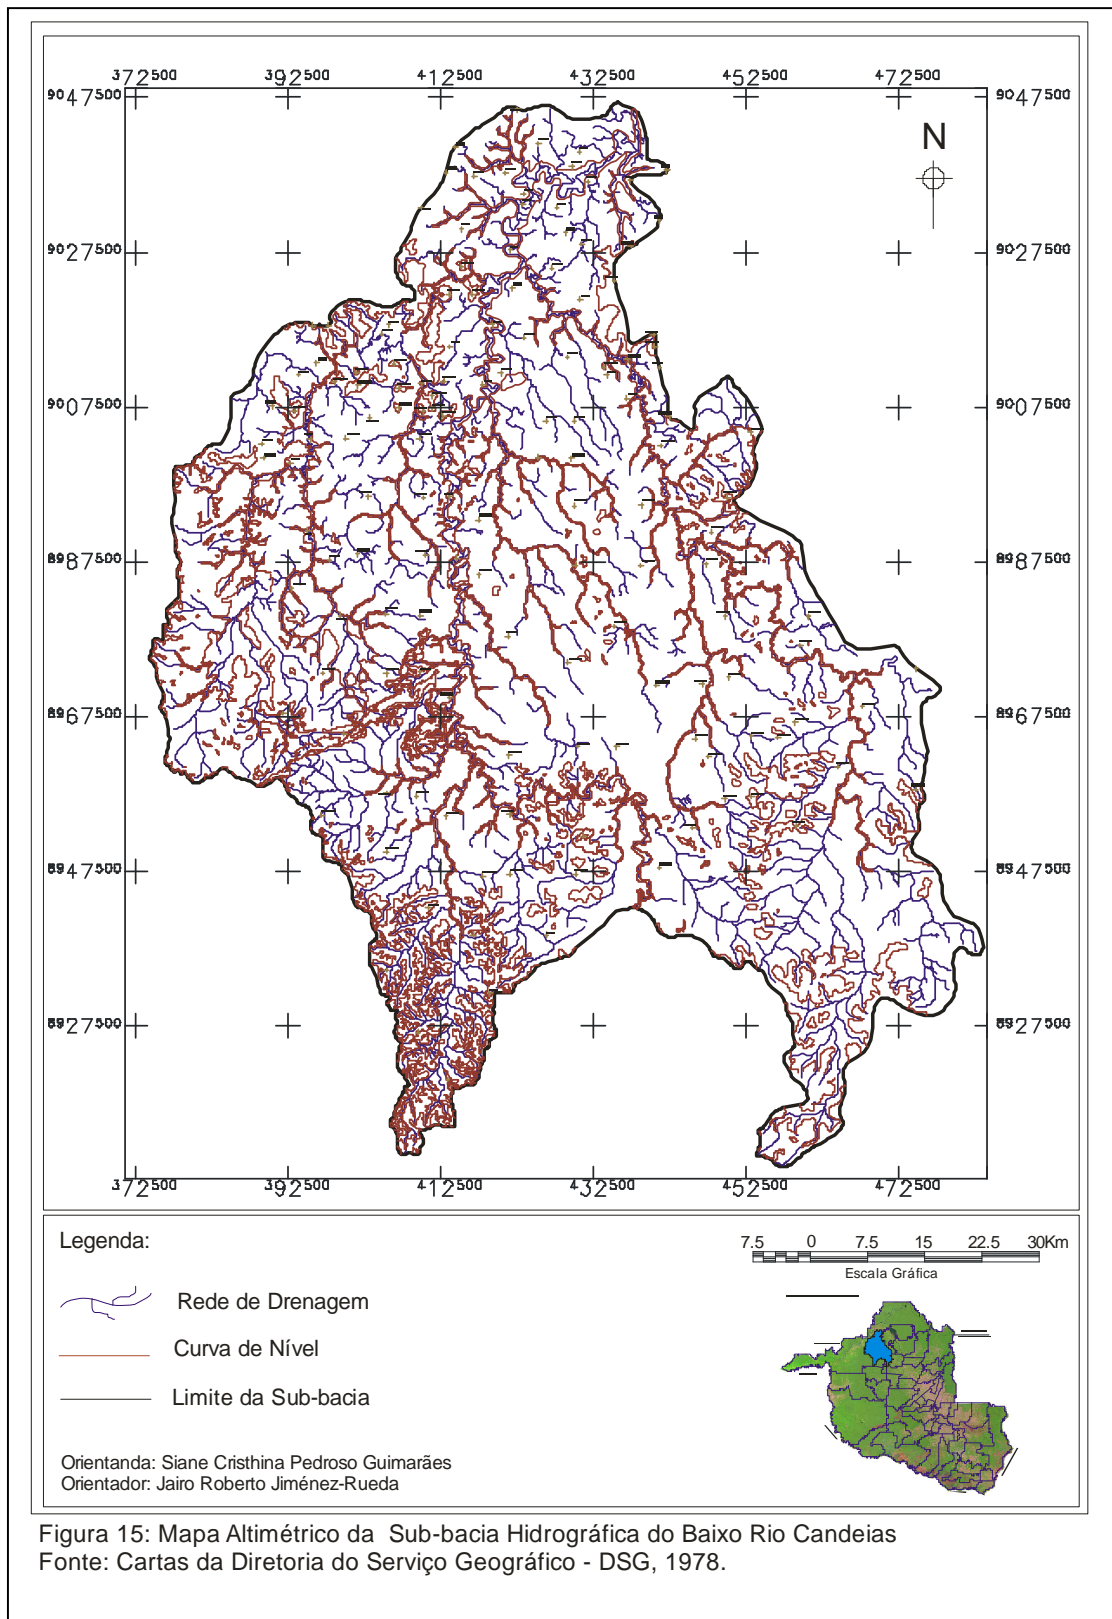 372500 392500 412500 432500 452500 472500
9047500 9047500
N
9027500 9027500
9007500 9007500
8987500 8987500
8967500 8967500
8947500 8947500
8927500 8927500
372500 392500 412500 432500 452500 472500
Legenda:
7.5 0 7.5 15 22.5 30Km
Escala Gráfica
Rede de Drenagem
Curva de Nível
Limite da Sub-bacia
Orientanda: Siane Cristhina Pedroso Guimarães
Orientador: Jairo Roberto Jiménez-Rueda
Figura 15: Mapa Altimétrico da Sub-bacia Hidrográfica do Baixo Rio Candeias
Fonte: Cartas da Diretoria do Serviço Geográfico - DSG, 1978.